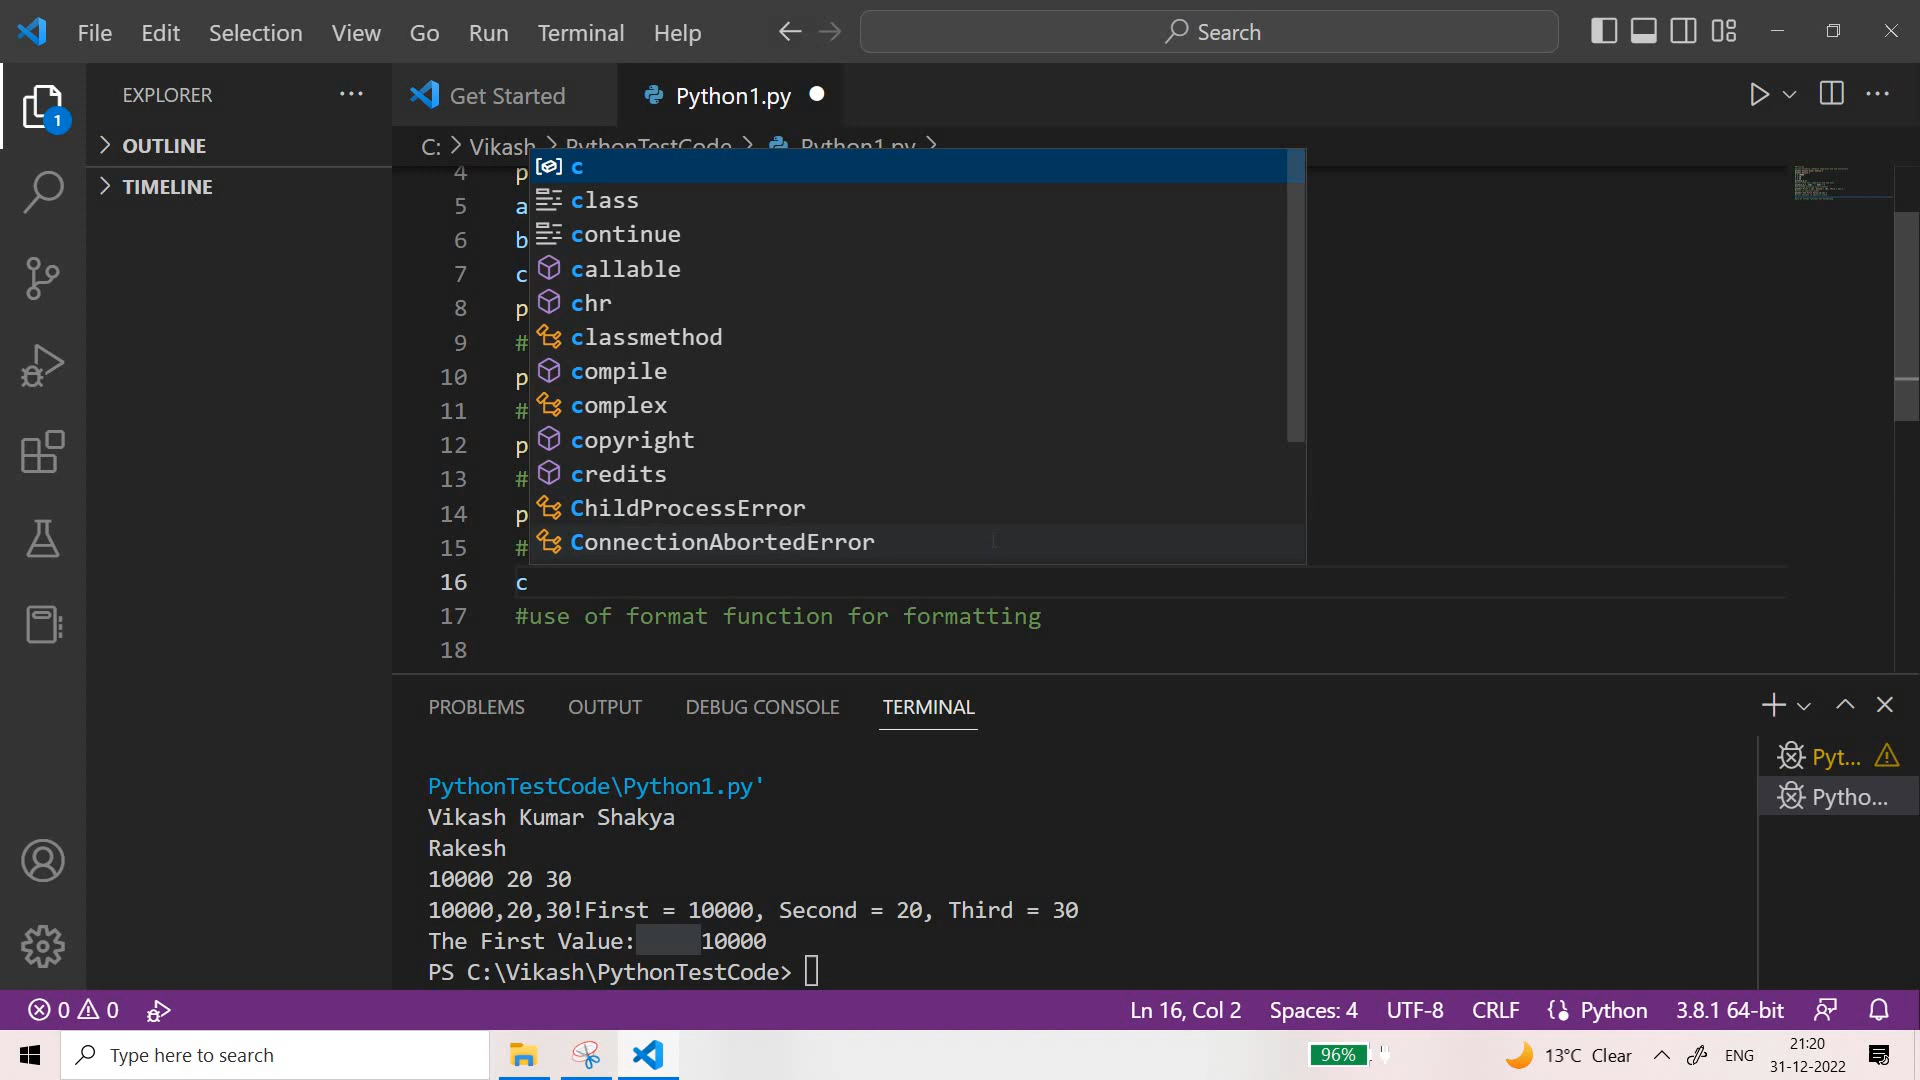 File Edit Selection View Go Run Terminal Help Search
EXPLORER
OUTLINE
TIMELINE
1
Get Started Python1.py
C: > Vikash > PythonTestCode > Python1.py >
4 p
5 a
6 b
7 c
8 p
9 #
10 p
11 #
12 p
13 #
14 p
15 #
16 c
17 #use of format function for formatting
18
c
class
continue
callable
chr
classmethod
compile
complex
copyright
credits
ChildProcessError
ConnectionAbortedError
PROBLEMS OUTPUT DEBUG CONSOLE TERMINAL
PythonTestCode\Python1.py'
Vikash Kumar Shakya
Rakesh
10000 20 30
10000,20,30!First = 10000, Second = 20, Third = 30
The First Value:     10000
PS C:\Vikash\PythonTestCode>
Pyt...
Pytho...
0 0 Ln 16, Col 2 Spaces: 4 UTF-8 CRLF Python 3.8.1 64-bit
Type here to search 96% 13°C Clear ENG 21:20
31-12-2022